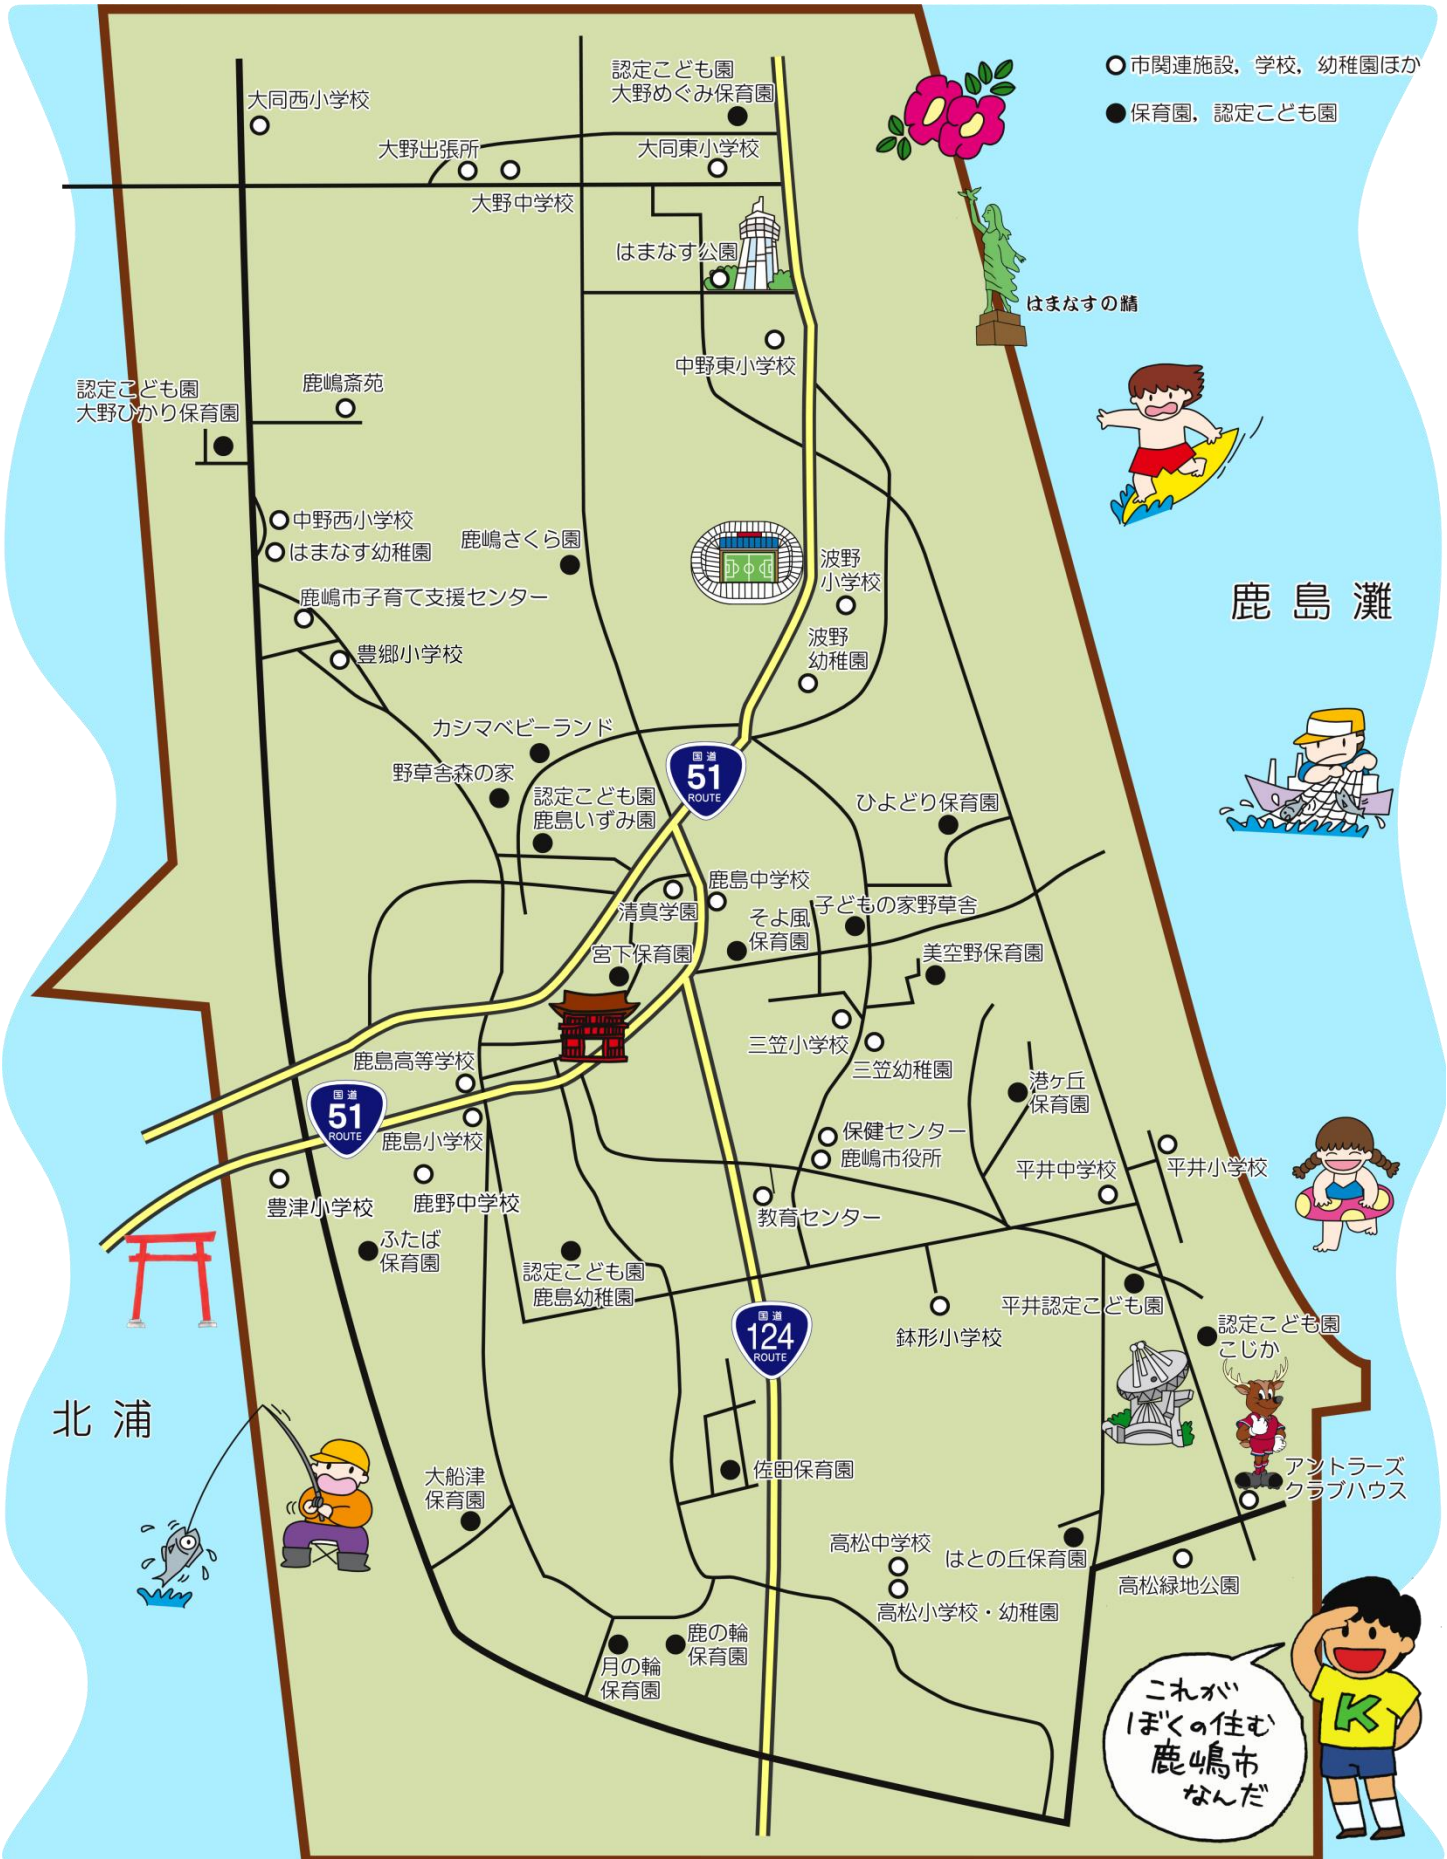 認定こども園
大野めぐみ保育園
市関連施設，学校，幼稚園ほか
保育園，認定こども園
大同西小学校
大野出張所
大同東小学校
大野中学校
はまなす公園
はまなすの精
中野東小学校
認定こども園
大野ひかり保育園
鹿嶋斎苑
中野西小学校
はまなす幼稚園
鹿嶋さくら園
波野
小学校
鹿嶋市子育て支援センター
鹿島灘
豊郷小学校
波野
幼稚園
カシマベビーランド
国道
51
ROUTE
野草舎森の家
認定こども園
鹿島いずみ園
ひよどり保育園
鹿島中学校
清真学園
そよ風
保育園
子どもの家野草舎
宮下保育園
美空野保育園
三笠小学校
三笠幼稚園
鹿島高等学校
国道
51
ROUTE
港ヶ丘
保育園
鹿島小学校
保健センター
鹿嶋市役所
平井中学校
平井小学校
豊津小学校
鹿野中学校
教育センター
ふたば
保育園
認定こども園
鹿島幼稚園
平井認定こども園
国道
124
ROUTE
鉢形小学校
認定こども園
こじか
北浦
大船津
保育園
佐田保育園
アントラーズ
クラブハウス
高松中学校
はとの丘保育園
高松緑地公園
高松小学校・幼稚園
鹿の輪
保育園
月の輪
保育園
これが
ぼくの住む
鹿嶋市
なんだ
K